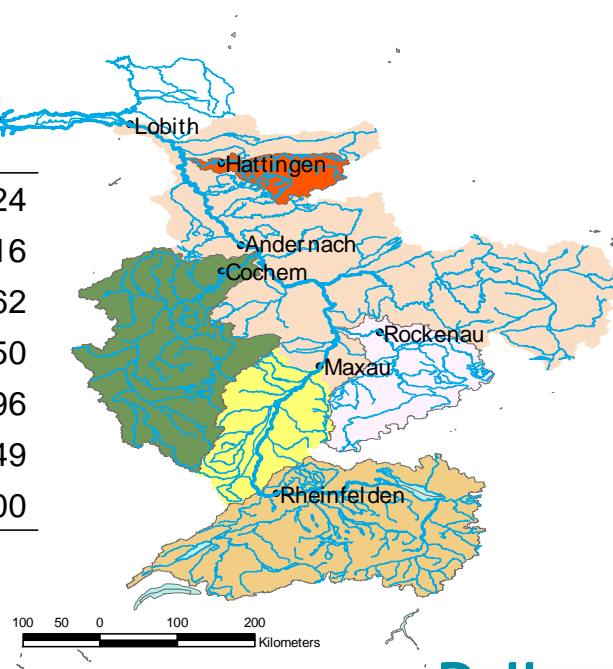 Lobith
Hattingen
24
16
Andernach
Cochem
62
Rockenau
50
Maxau
96
49
Rheinfelden
00
100 50 0 100 200
Kilometers